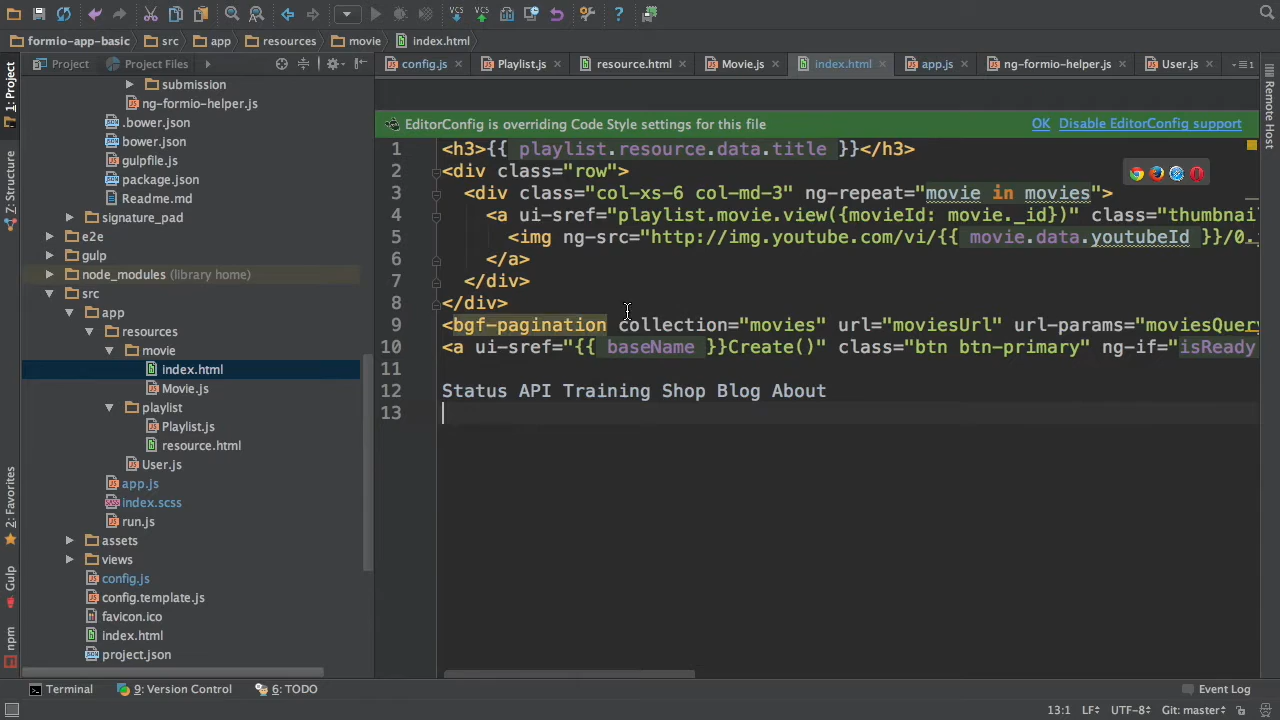 formio-app-basic src app resources movie index.html
Project Project Files
config.js Playlist.js resource.html Movie.js index.html app.js ng-formio-helper.js User.js 1
1: Project
Z: Structure
2: Favorites
Gulp
npm
Remote Host
submission
ng-formio-helper.js
.bower.json
bower.json
gulpfile.js
package.json
Readme.md
signature_pad
e2e
gulp
node_modules (library home)
src
app
resources
movie
index.html
Movie.js
playlist
Playlist.js
resource.html
User.js
app.js
index.scss
run.js
assets
views
config.js
config.template.js
favicon.ico
index.html
project.json
EditorConfig is overriding Code Style settings for this file OK Disable EditorConfig support
1 <h3>{{ playlist.resource.data.title }}</h3>
2 <div class="row">
3 <div class="col-xs-6 col-md-3" ng-repeat="movie in movies">
4 <a ui-sref="playlist.movie.view({movieId: movie._id})" class="thumbnai
5 <img ng-src="http://img.youtube.com/vi/{{ movie.data.youtubeId }}/0.
6 </a>
7 </div>
8 </div>
9 <bgf-pagination collection="movies" url="moviesUrl" url-params="moviesQuer
10 <a ui-sref="{{ baseName }}Create()" class="btn btn-primary" ng-if="isReady
11
12 Status API Training Shop Blog About
13
Terminal 9: Version Control 6: TODO Event Log
13:1 LF÷ UTF-8÷ Git: master÷